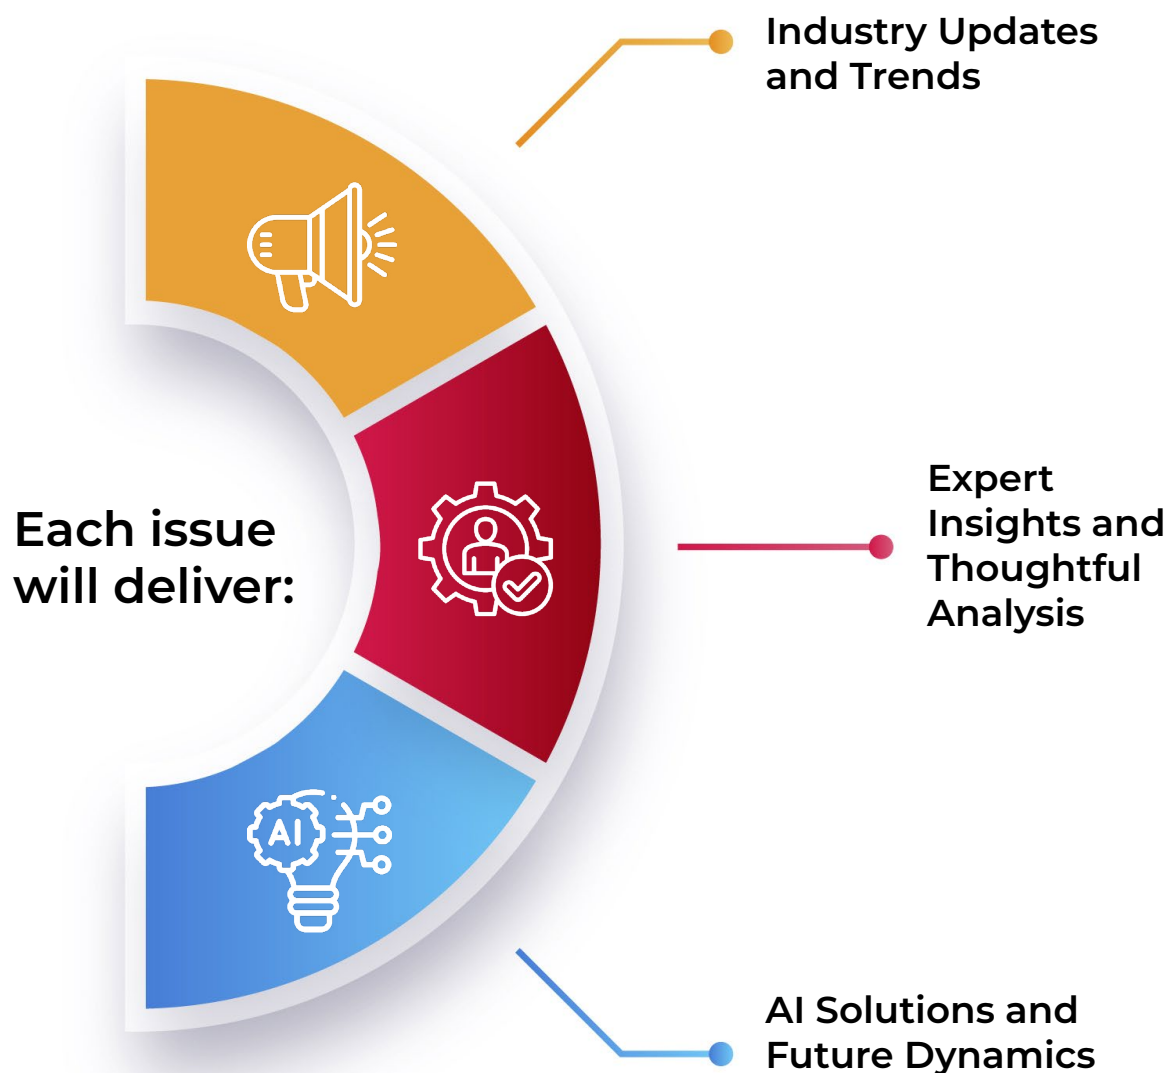 Industry Updates
and Trends
Each issue
will deliver:
Expert
Insights and
Thoughtful
Analysis
AI
AI Solutions and
Future Dynamics